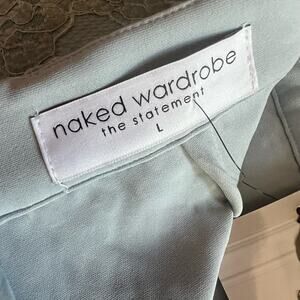 naked wardrobe
the statement
L